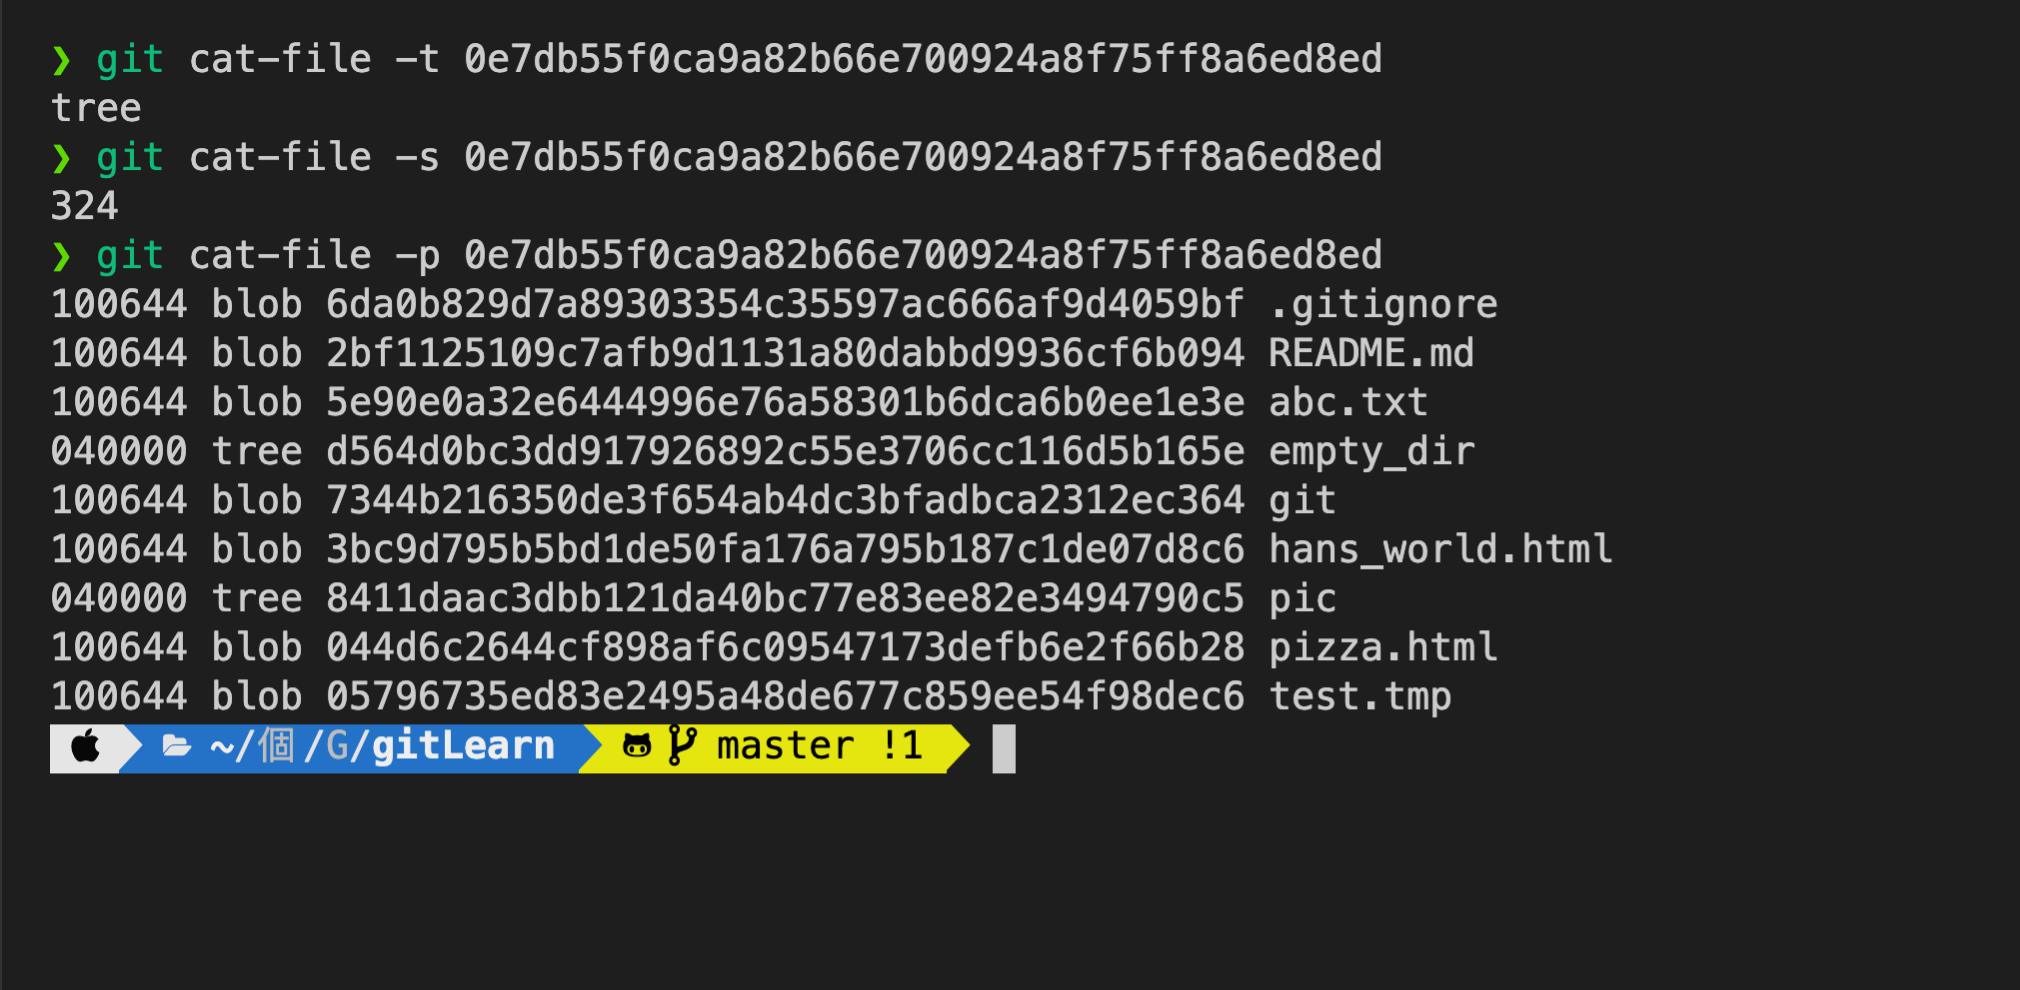 ❯ git cat-file -t 0e7db55f0ca9a82b66e700924a8f75ff8a6ed8ed
tree
❯ git cat-file -s 0e7db55f0ca9a82b66e700924a8f75ff8a6ed8ed
324
❯ git cat-file -p 0e7db55f0ca9a82b66e700924a8f75ff8a6ed8ed
100644 blob 6da0b829d7a89303354c35597ac666af9d4059bf .gitignore
100644 blob 2bf1125109c7afb9d1131a80dabbd9936cf6b094 README.md
100644 blob 5e90e0a32e6444996e76a58301b6dca6b0ee1e3e abc.txt
040000 tree d564d0bc3dd917926892c55e3706cc116d5b165e empty_dir
100644 blob 7344b216350de3f654ab4dc3bfadbca2312ec364 git
100644 blob 3bc9d795b5bd1de50fa176a795b187c1de07d8c6 hans_world.html
040000 tree 8411daac3dbb121da40bc77e83ee82e3494790c5 pic
100644 blob 044d6c2644cf898af6c09547173defb6e2f66b28 pizza.html
100644 blob 05796735ed83e2495a48de677c859ee54f98dec6 test.tmp
~/個/G/gitLearn master !1